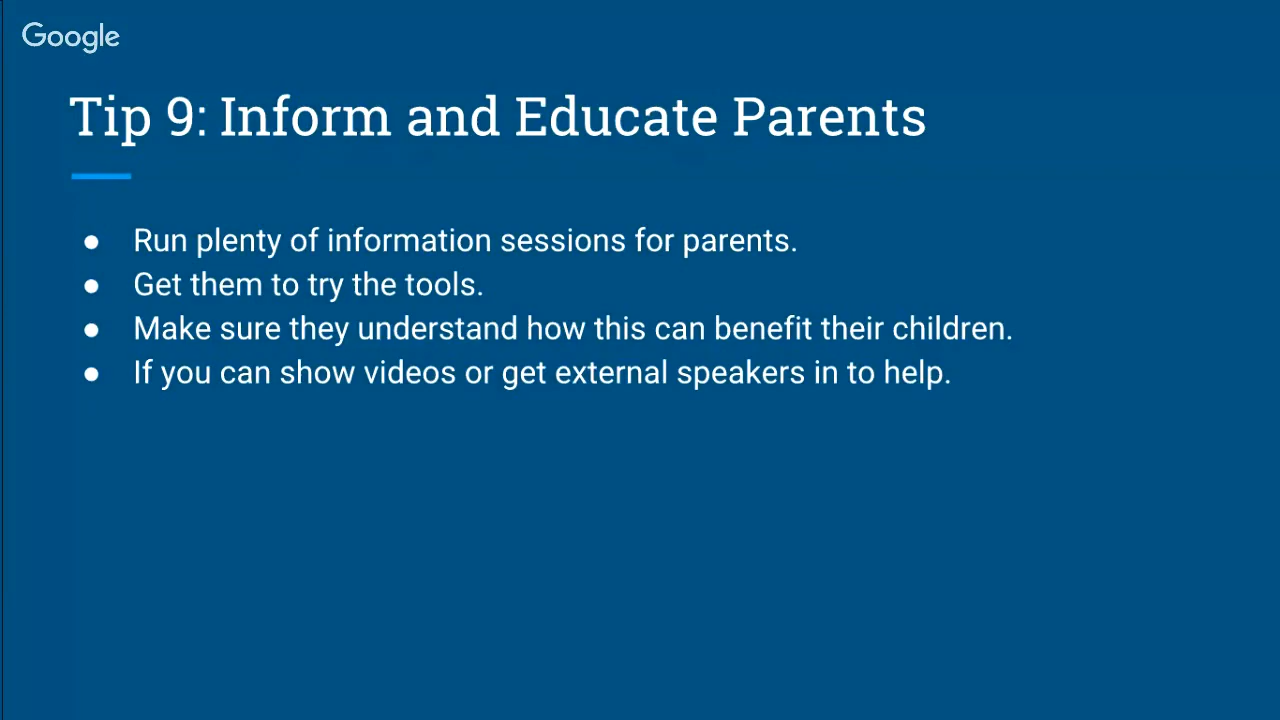 Google
Tip 9: Inform and Educate Parents
● Run plenty of information sessions for parents.
● Get them to try the tools.
● Make sure they understand how this can benefit their children.
● If you can show videos or get external speakers in to help.